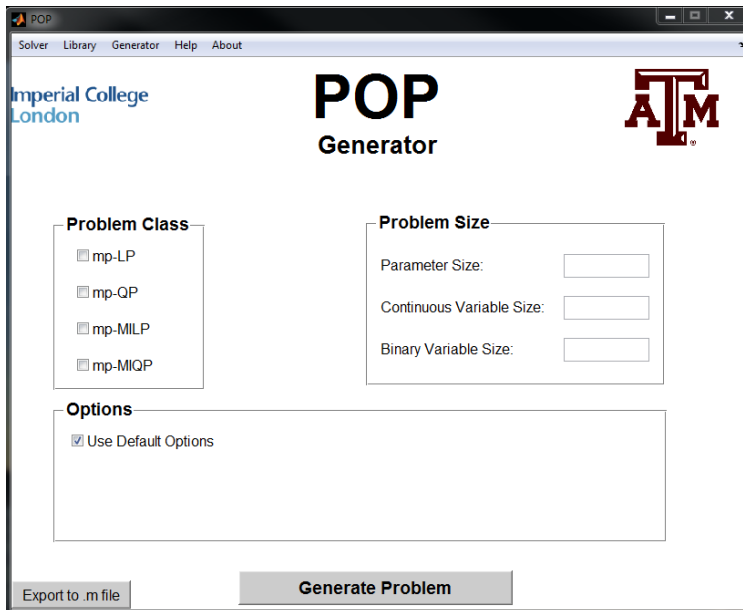 POP
Solver Library Generator Help About
Imperial College
London
POP
Generator
ATM
®
Problem Class
mp-LP
mp-QP
mp-MILP
mp-MIQP
Problem Size
Parameter Size:
Continuous Variable Size:
Binary Variable Size:
Options
Use Default Options
Export to .m file
Generate Problem